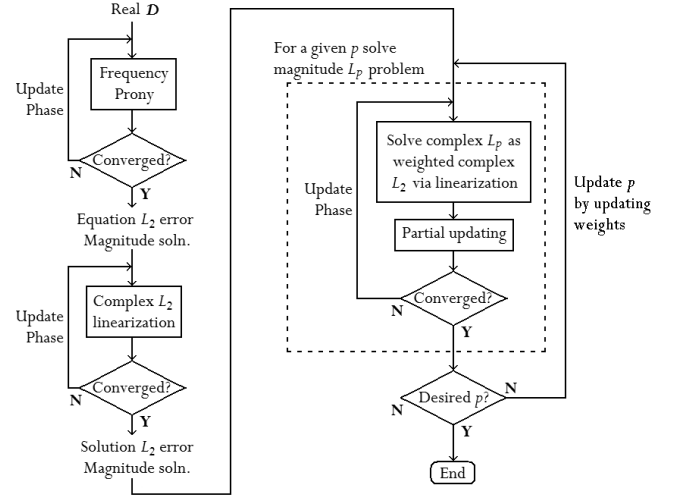 Real D
Update
Phase
Frequency
Prony
Converged?
N
Y
Equation L₂ error
Magnitude soln.
Update
Phase
Complex L₂
linearization
Converged?
N
Y
Solution L₂ error
Magnitude soln.
For a given p solve
magnitude Lₚ problem
Update
Phase
Solve complex Lₚ as
weighted complex
L₂ via linearization
Partial updating
Converged?
N
Y
Desired p?
N
N
Y
End
Update p
by updating
weights